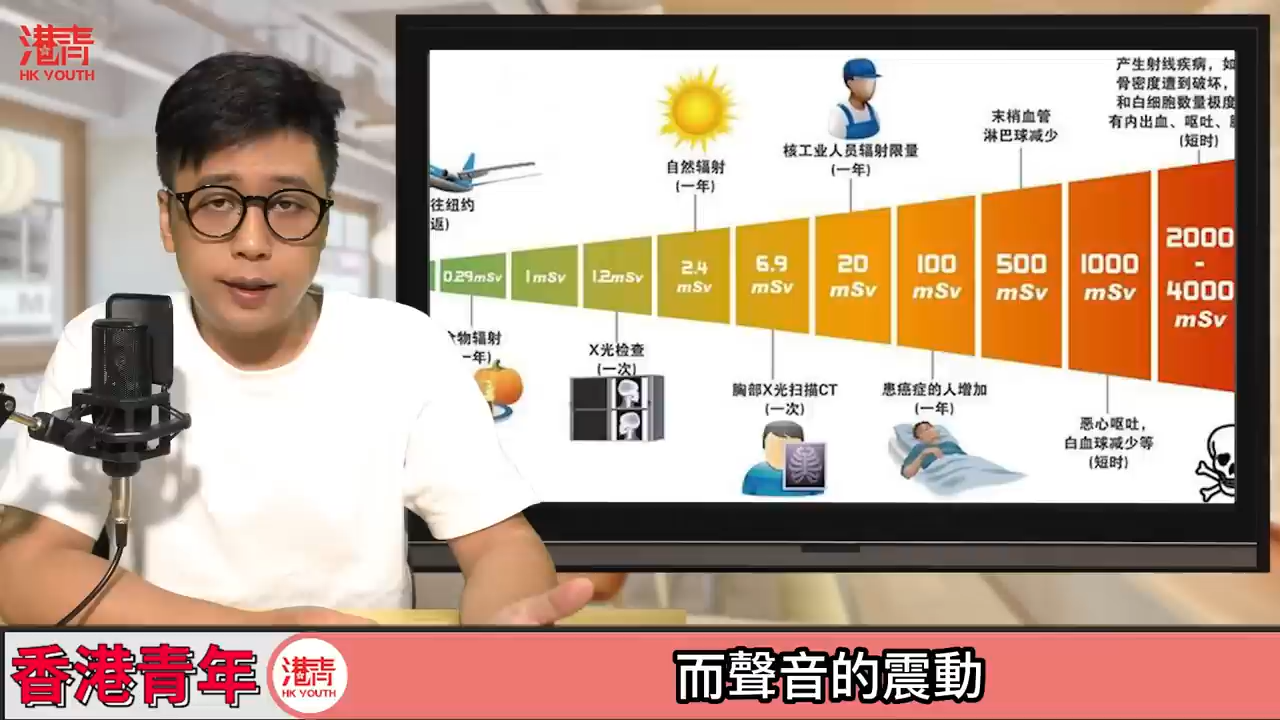 港青
HK YOUTH
往纽约
返)
自然辐射
(一年)
核工业人员辐射限量
(一年)
末梢血管
淋巴球减少
产生射线疾病,如
骨密度遭到破坏,
和白细胞数量极度
有内出血、呕吐、
(短时)
0.29mSv
1mSv
1.2mSv
2.4
mSv
6.9
mSv
20
mSv
100
mSv
500
mSv
1000
mSv
2000
-
4000
mSv
物辐射
一年)
X光检查
(一次)
胸部X光扫描CT
(一次)
患癌症的人增加
(一年)
恶心呕吐,
白血球减少等
(短时)
香港青年
港青
HK YOUTH
而聲音的震動